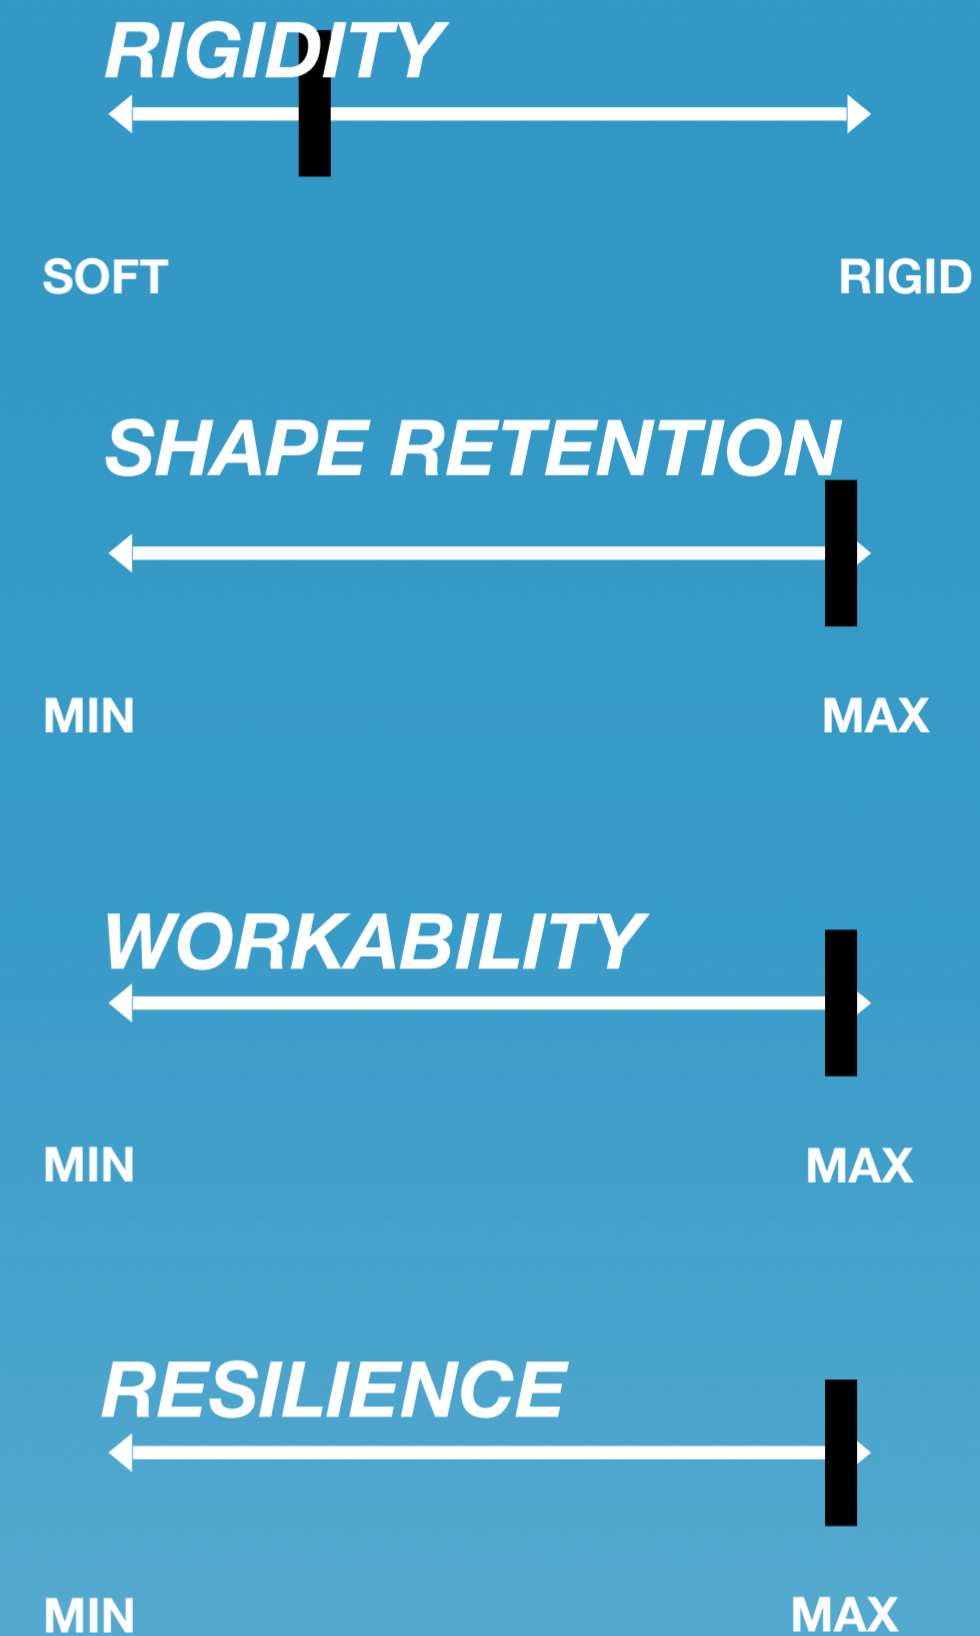 RIGIDITY
SOFT RIGID
SHAPE RETENTION
MIN MAX
WORKABILITY
MIN MAX
RESILIENCE
MIN MAX